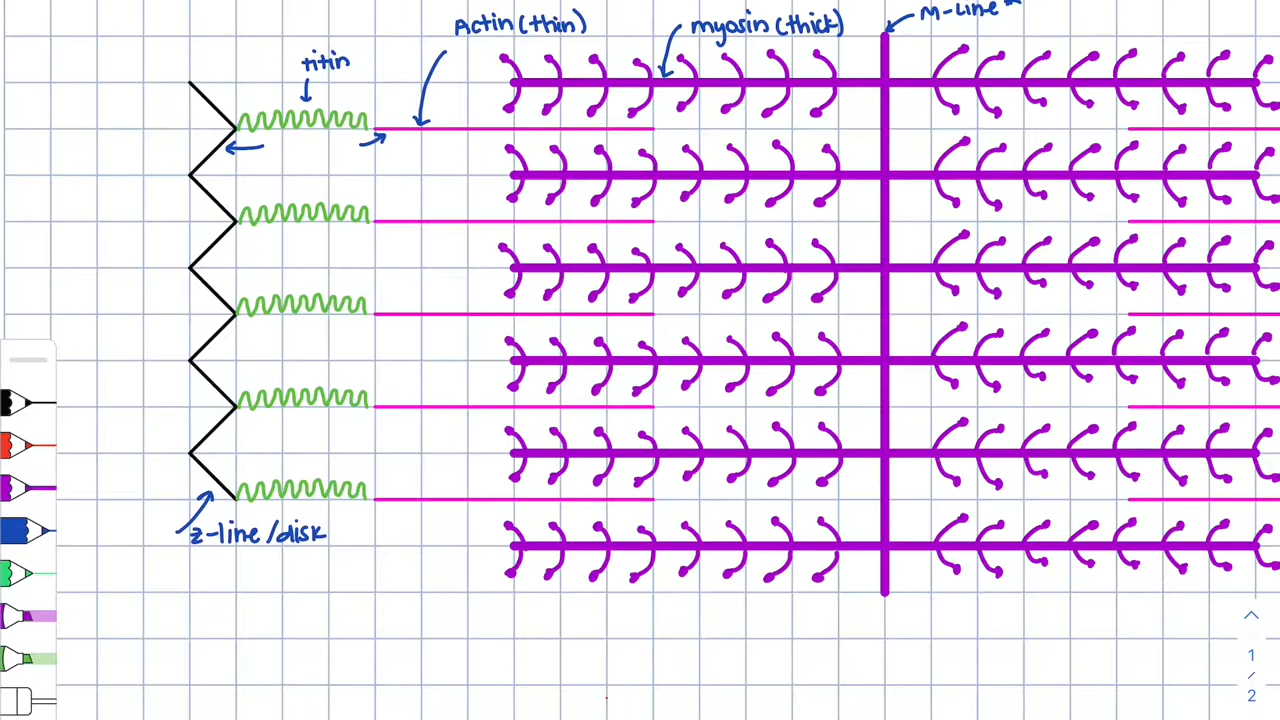 M-line
Actin (thin)
myosin (thick)
titin
z-line/disk
1
/
2